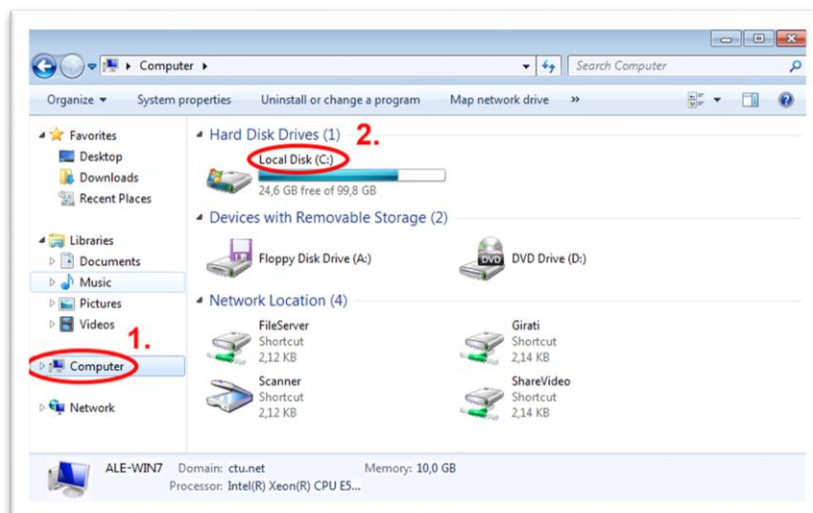 Computer
Search Computer
Organize
System properties
Uninstall or change a program
Map network drive
»
Favorites
Desktop
Downloads
Recent Places
Libraries
Documents
Music
Pictures
Videos
1.
Computer
Network
Hard Disk Drives (1)
2.
Local Disk (C:)
24,6 GB free of 99,8 GB
Devices with Removable Storage (2)
Floppy Disk Drive (A:)
DVD
DVD Drive (D:)
Network Location (4)
FileServer
Shortcut
2,12 KB
Girati
Shortcut
2,14 KB
Scanner
Shortcut
2,12 KB
ShareVideo
Shortcut
2,14 KB
ALE-WIN7 Domain: ctu.net Memory: 10,0 GB
Processor: Intel(R) Xeon(R) CPU E5...